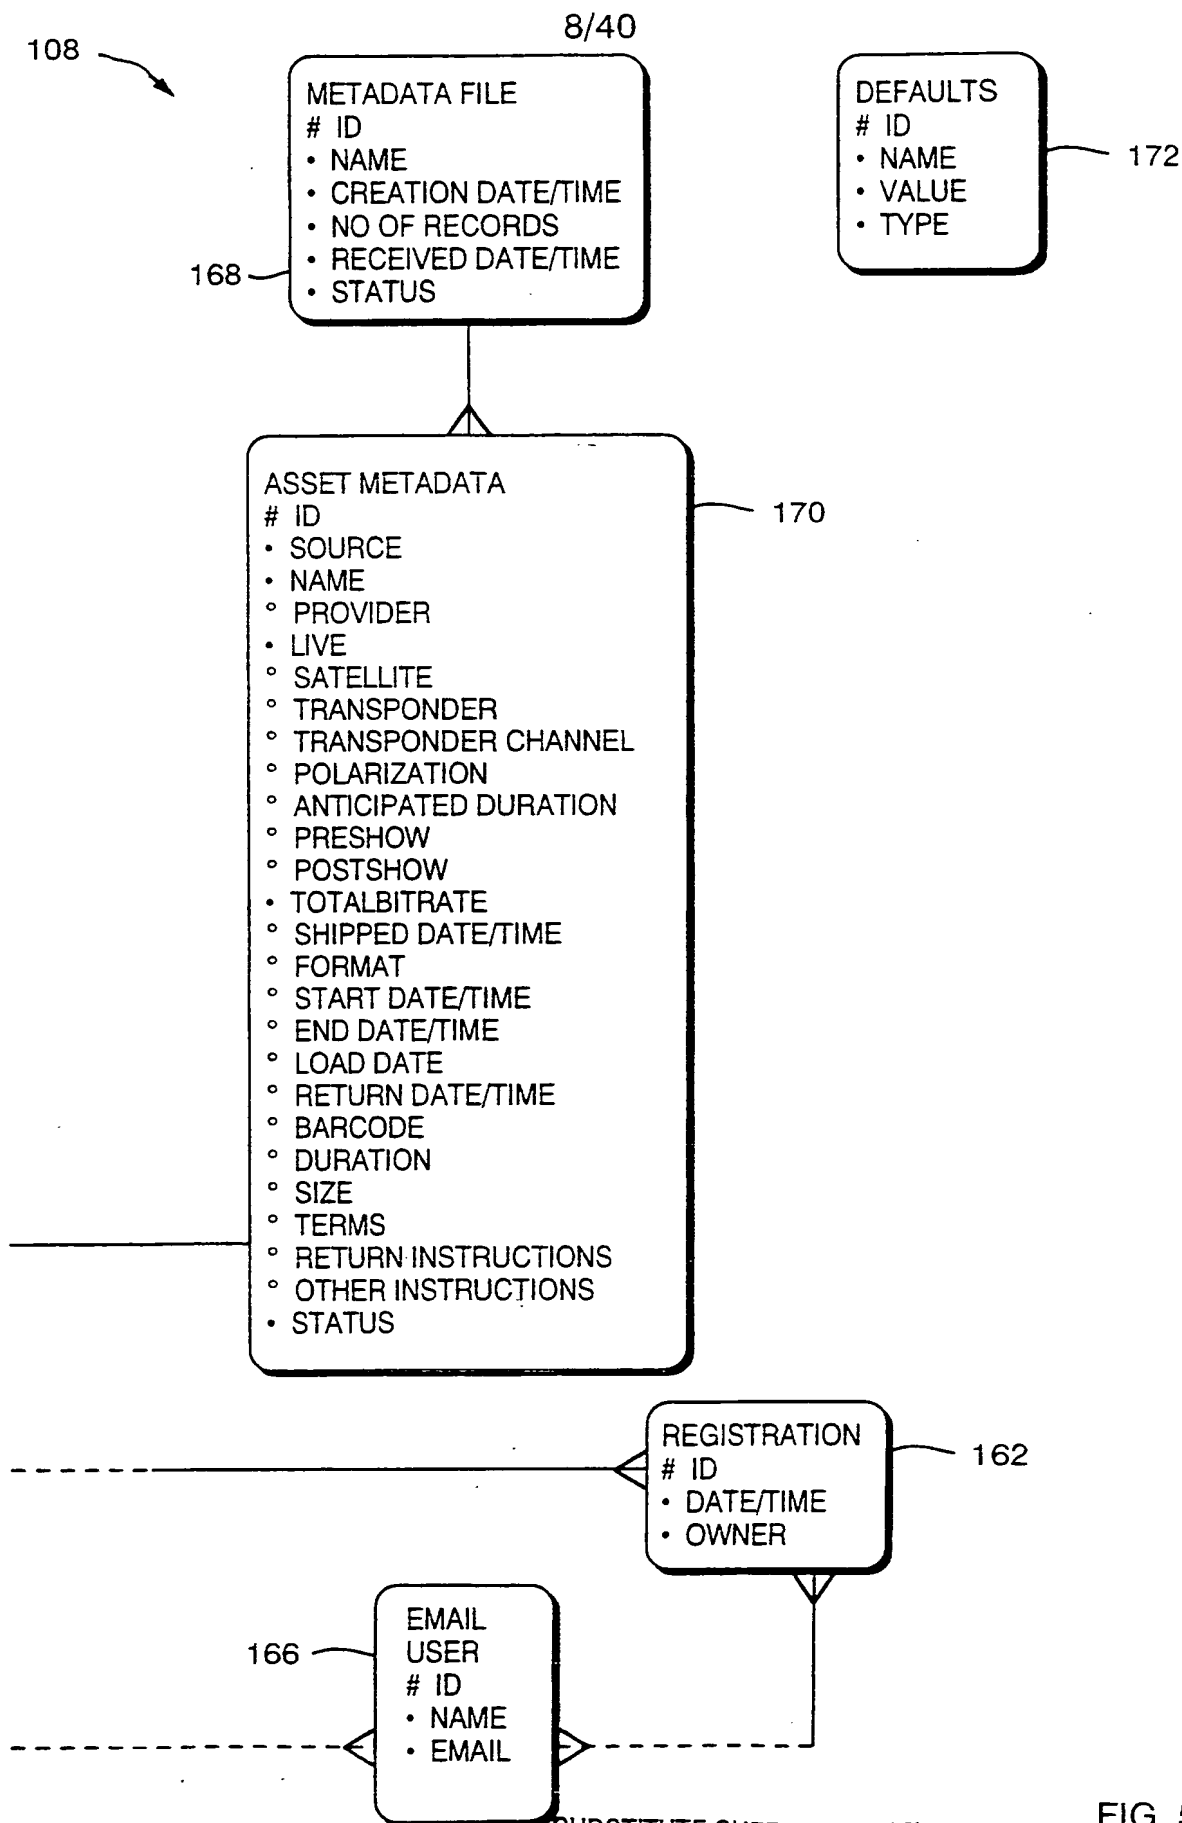 8/40
108
METADATA FILE
# ID
• NAME
• CREATION DATE/TIME
• NO OF RECORDS
• RECEIVED DATE/TIME
• STATUS
168
DEFAULTS
# ID
• NAME
• VALUE
• TYPE
172
ASSET METADATA
# ID
• SOURCE
• NAME
° PROVIDER
• LIVE
° SATELLITE
° TRANSPONDER
° TRANSPONDER CHANNEL
° POLARIZATION
° ANTICIPATED DURATION
° PRESHOW
° POSTSHOW
• TOTALBITRATE
° SHIPPED DATE/TIME
° FORMAT
° START DATE/TIME
° END DATE/TIME
° LOAD DATE
° RETURN DATE/TIME
° BARCODE
° DURATION
° SIZE
° TERMS
° RETURN INSTRUCTIONS
° OTHER INSTRUCTIONS
• STATUS
170
REGISTRATION
# ID
• DATE/TIME
• OWNER
162
EMAIL
USER
# ID
• NAME
• EMAIL
166
FIG.